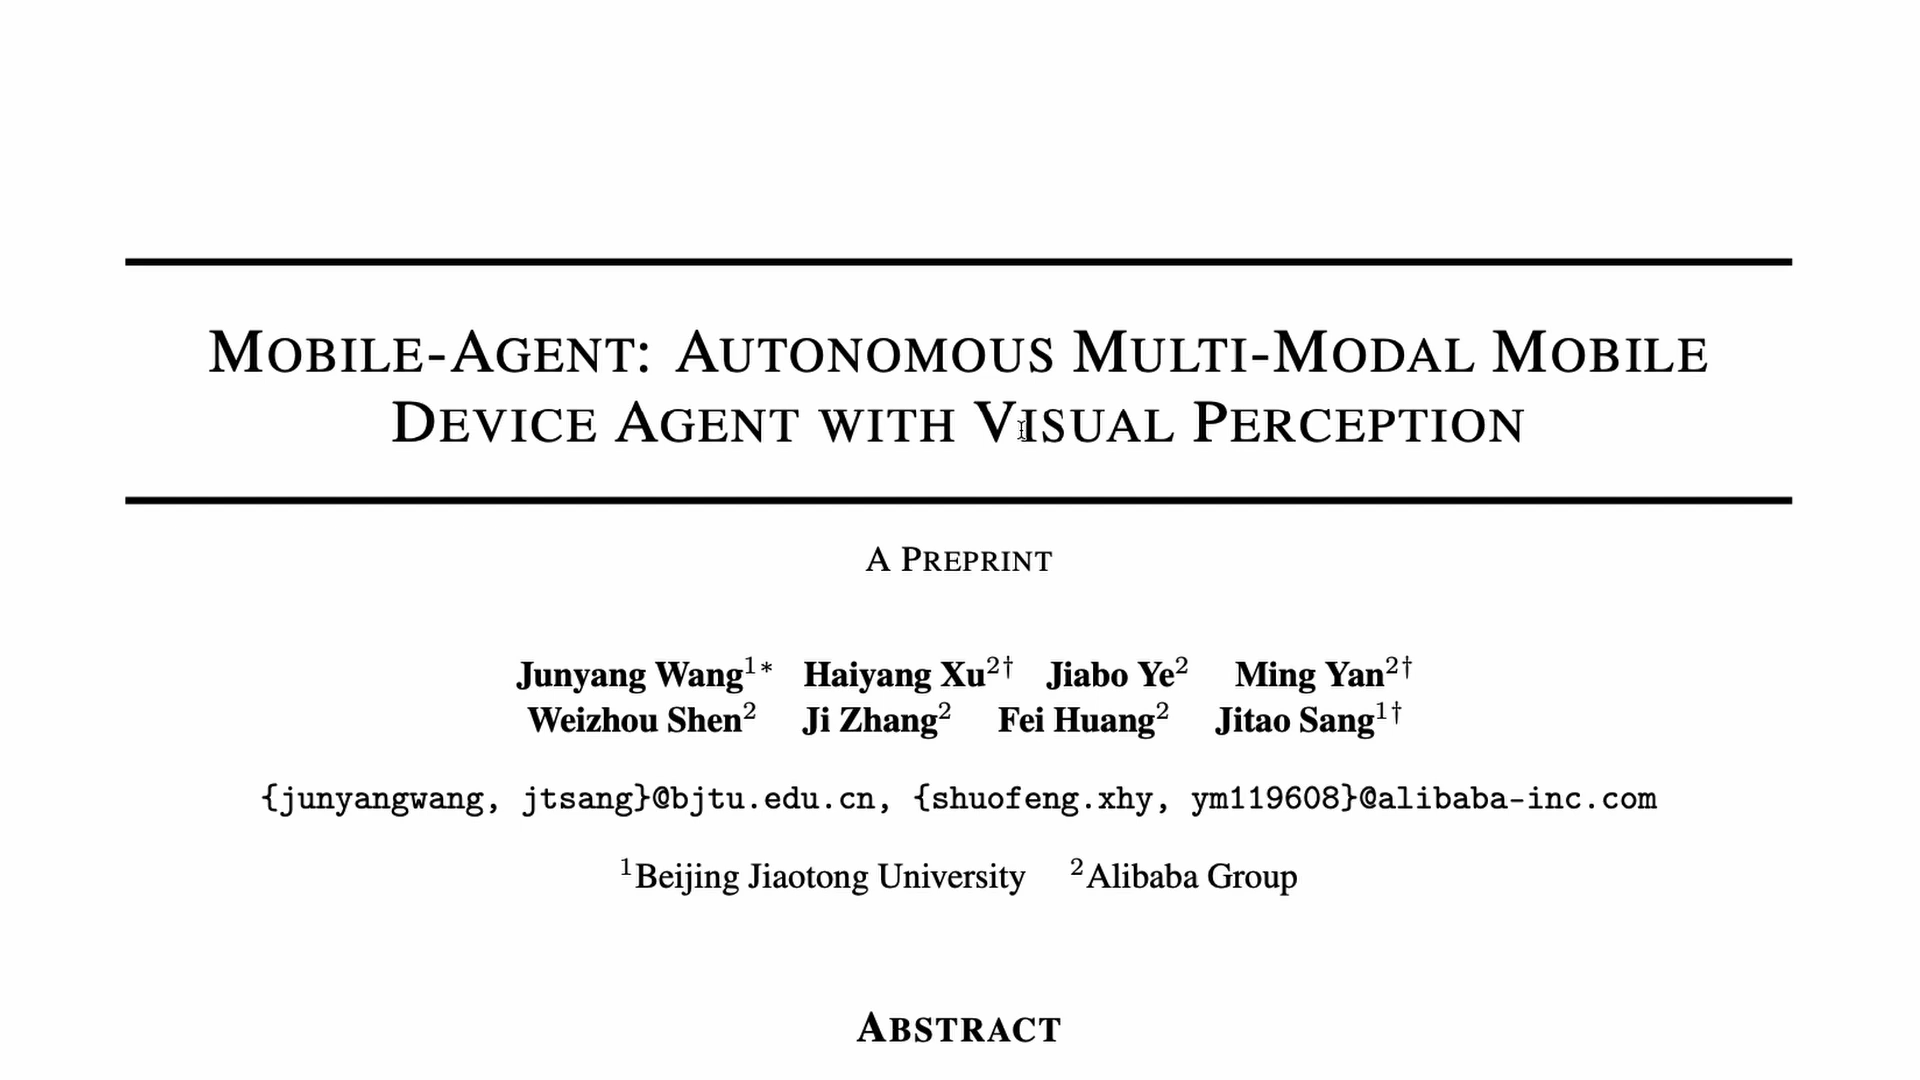 MOBILE-AGENT: AUTONOMOUS MULTI-MODAL MOBILE
DEVICE AGENT WITH VISUAL PERCEPTION
A PREPRINT
Junyang Wang¹* Haiyang Xu²† Jiabo Ye² Ming Yan²†
Weizhou Shen² Ji Zhang² Fei Huang² Jitao Sang¹†
{junyangwang, jtsang}@bjtu.edu.cn, {shuofeng.xhy, ym119608}@alibaba-inc.com
¹Beijing Jiaotong University ²Alibaba Group
ABSTRACT